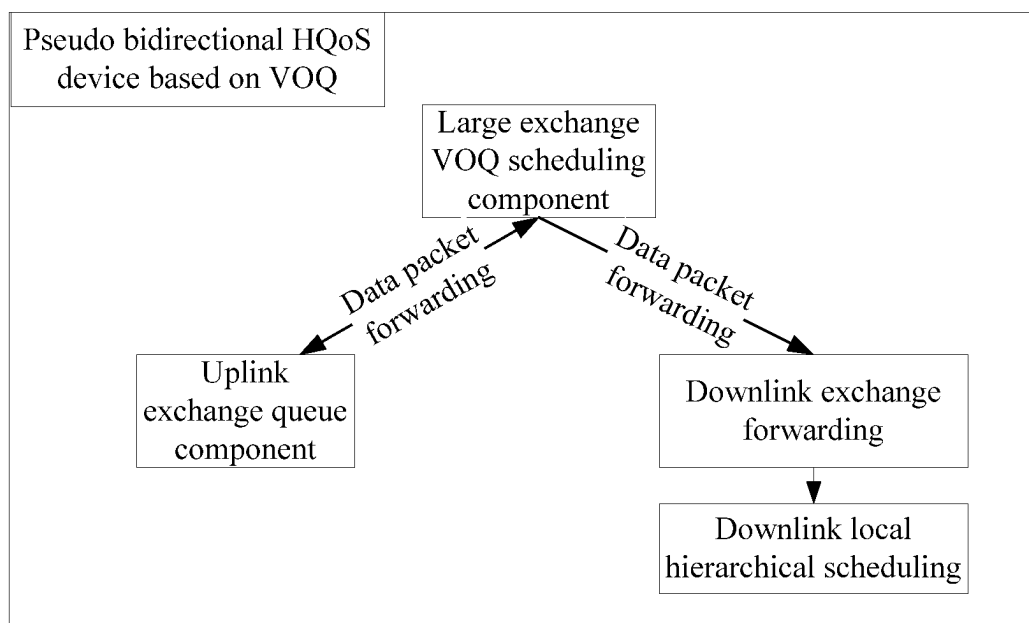 Pseudo bidirectional HQoS
device based on VOQ
Large exchange
VOQ scheduling
component
Data packet
forwarding
Data packet
forwarding
Uplink
exchange queue
component
Downlink exchange
forwarding
Downlink local
hierarchical scheduling